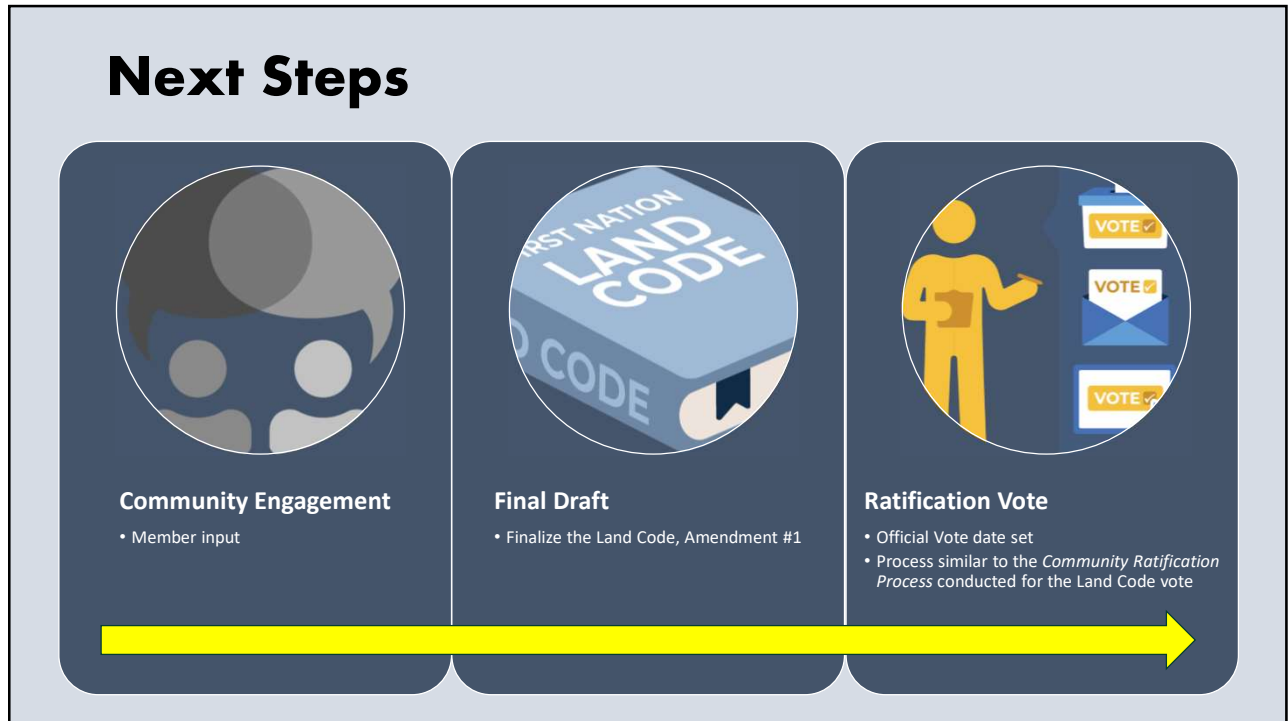 Next Steps
FIRST NATION
LAND
CODE
D CODE
VOTE
VOTE
VOTE
Community Engagement
• Member input
Final Draft
• Finalize the Land Code, Amendment #1
Ratification Vote
• Official Vote date set
• Process similar to the Community Ratification
Process conducted for the Land Code vote